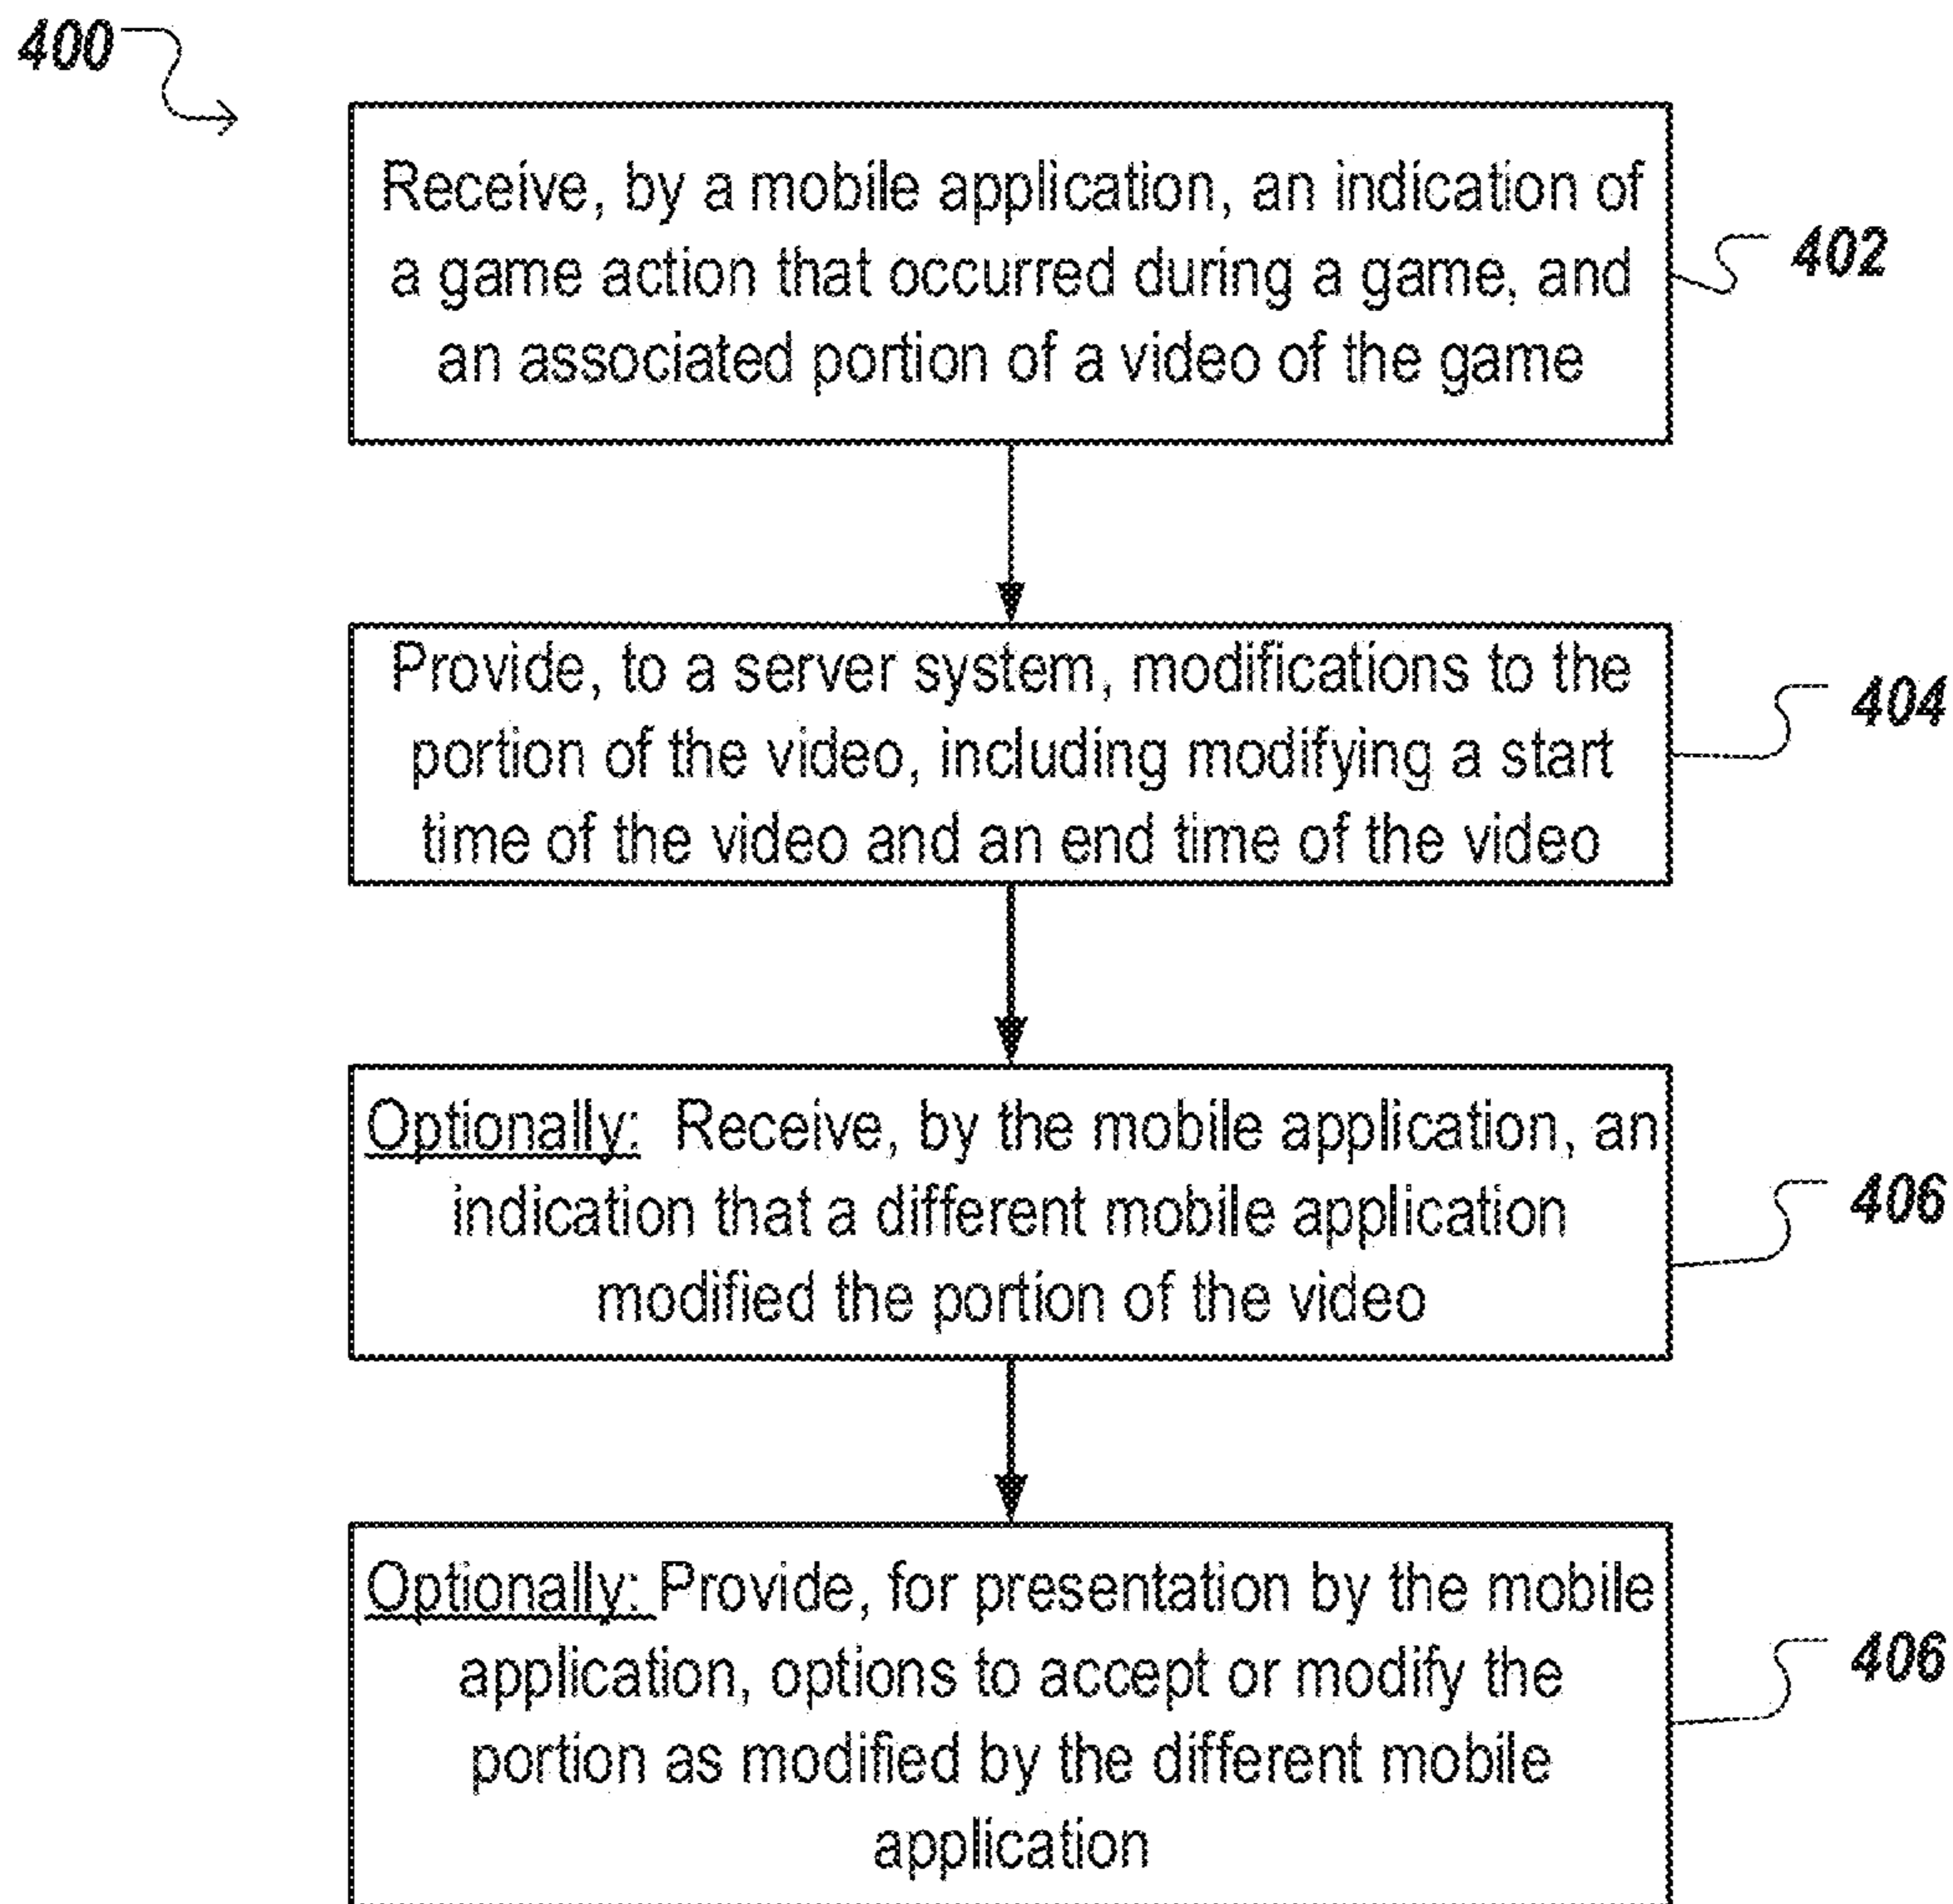 400
Receive, by a mobile application, an indication of
a game action that occurred during a game, and
an associated portion of a video of the game
402
Provide, to a server system, modifications to the
portion of the video, including modifying a start
time of the video and an end time of the video
404
Optionally: Receive, by the mobile application, an
indication that a different mobile application
modified the portion of the video
406
Optionally: Provide, for presentation by the mobile
application, options to accept or modify the
portion as modified by the different mobile
application
406